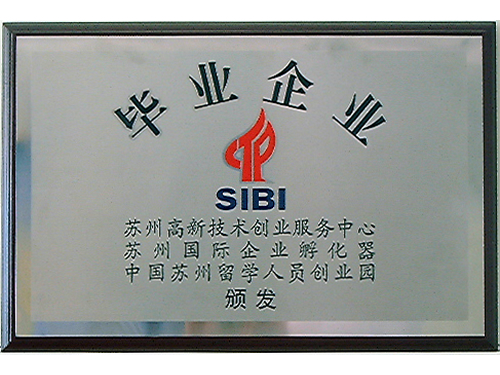 毕业企业
SIBI
苏州高新技术创业服务中心
苏州国际企业孵化器
中国苏州留学人员创业园
颁发